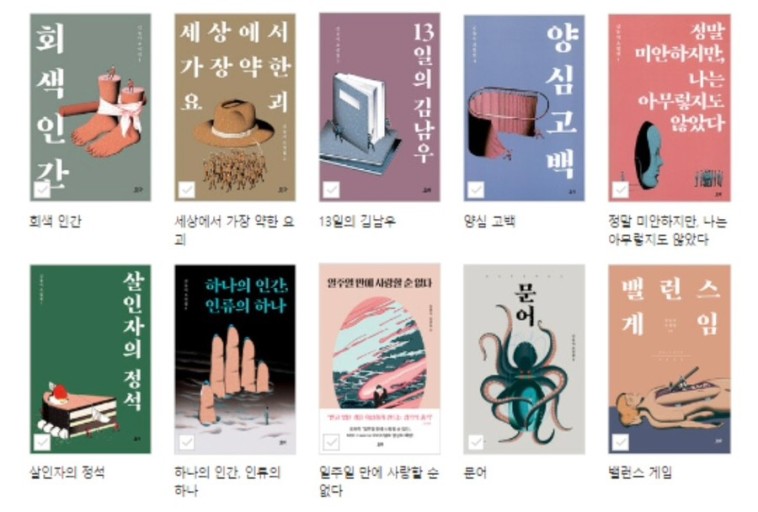 회
색
인
간
회색 인간
세상에서
가장약한
요 괴
세상에서 가장 약한 요
괴
13일의 김남우
13일의 김남우
양심고백
양심 고백
정말
미안하지만,
나는
아무렇지도
않았다
정말 미안하지만, 나는
아무렇지도 않았다
살인자의 정석
살인자의 정석
하나의 인간,
인류의 하나
하나의 인간, 인류의
하나
일주일 만에 사랑할 순 없다
일주일 만에 사랑할 순
없다
문어
문어
밸런스
게 임
밸런스 게임